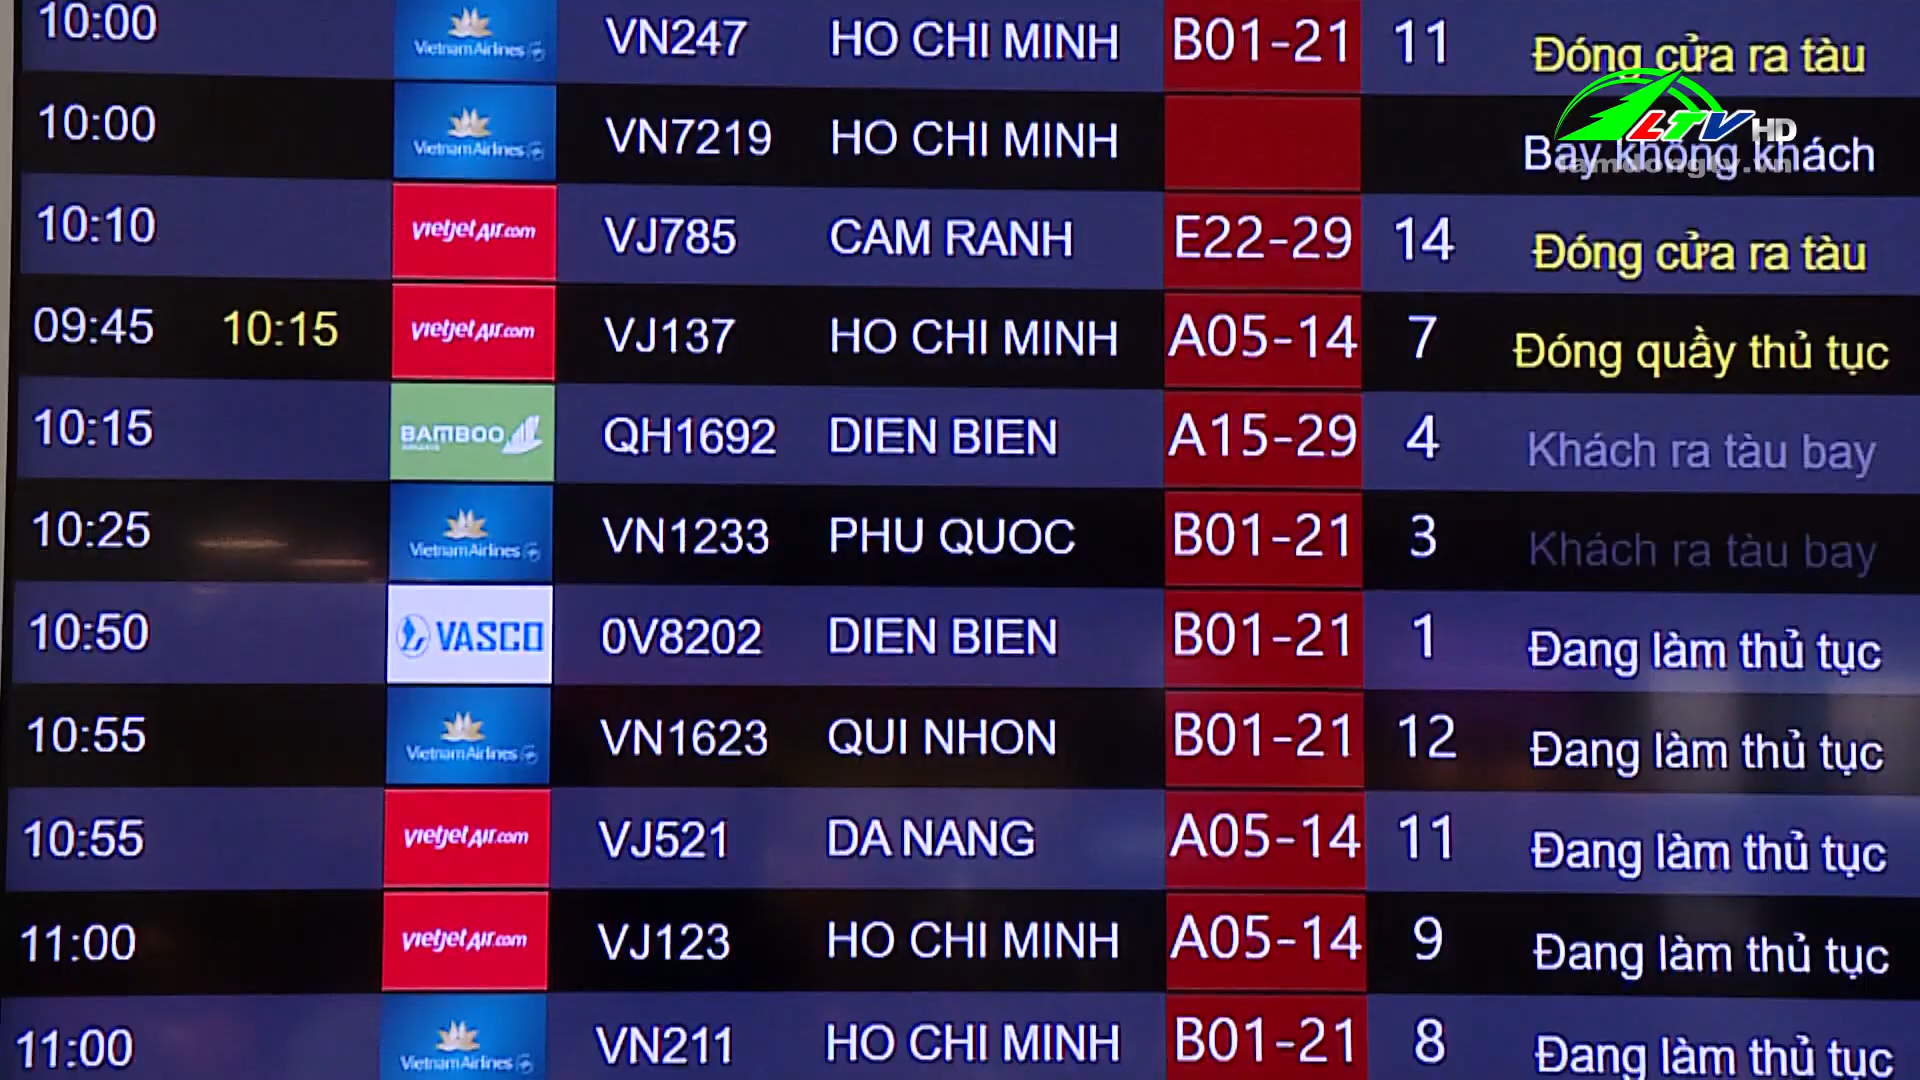 10:00 Vietnam Airlines VN247 HO CHI MINH B01-21 11 Đóng cửa ra tàu
10:00 Vietnam Airlines VN7219 HO CHI MINH Bay không khách
LTV HD
lamdongtv.vn
10:10 vietjetAir.com VJ785 CAM RANH E22-29 14 Đóng cửa ra tàu
09:45 10:15 vietjetAir.com VJ137 HO CHI MINH A05-14 7 Đóng quầy thủ tục
10:15 BAMBOO AIRWAYS QH1692 DIEN BIEN A15-29 4 Khách ra tàu bay
10:25 Vietnam Airlines VN1233 PHU QUOC B01-21 3 Khách ra tàu bay
10:50 VASCO 0V8202 DIEN BIEN B01-21 1 Đang làm thủ tục
10:55 Vietnam Airlines VN1623 QUI NHON B01-21 12 Đang làm thủ tục
10:55 vietjetAir.com VJ521 DA NANG A05-14 11 Đang làm thủ tục
11:00 vietjetAir.com VJ123 HO CHI MINH A05-14 9 Đang làm thủ tục
11:00 Vietnam Airlines VN211 HO CHI MINH B01-21 8 Đang làm thủ tục